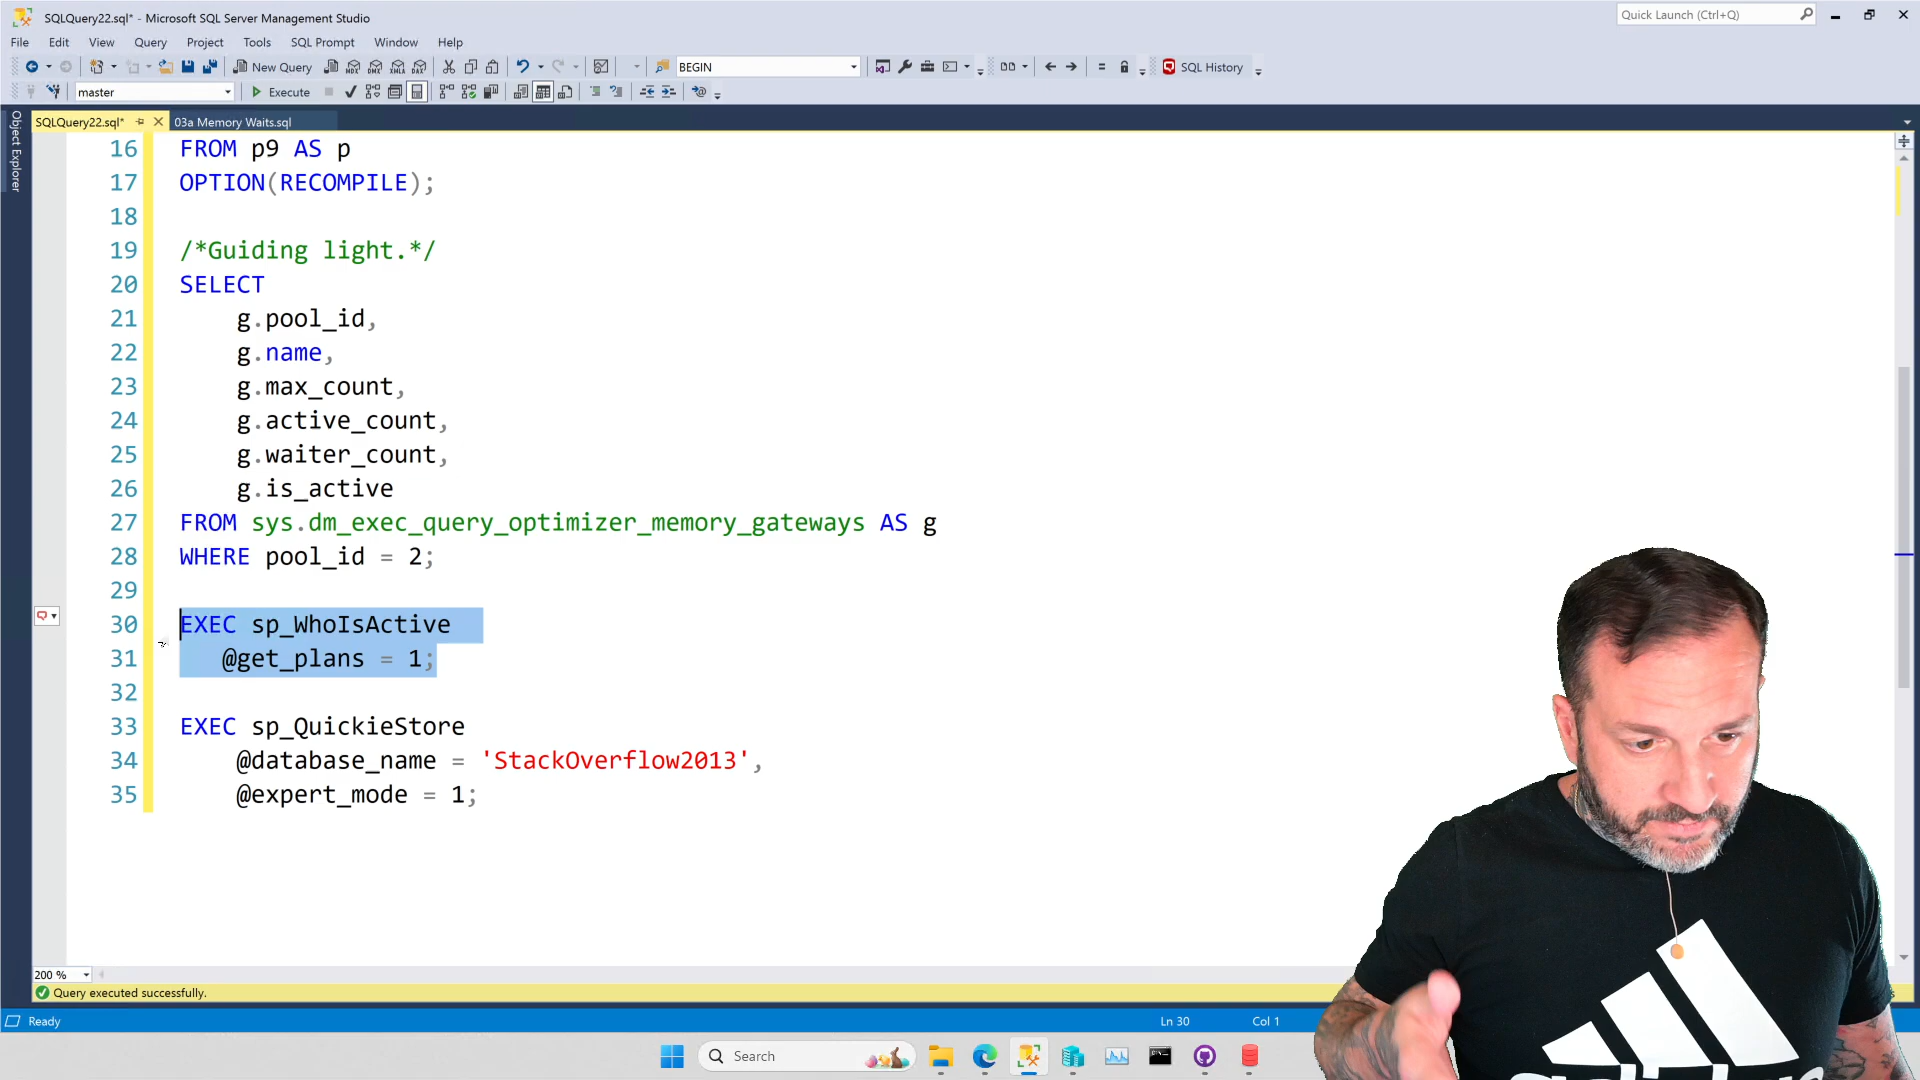 SQLQuery22.sql* - Microsoft SQL Server Management Studio
Quick Launch (Ctrl+Q)
File Edit View Query Project Tools SQL Prompt Window Help
New Query MDX DMX XMLA DAX BEGIN SQL History
master Execute
SQLQuery22.sql* 03a Memory Waits.sql
Object Explorer
16 FROM p9 AS p
17 OPTION(RECOMPILE);
18
19 /*Guiding light.*/
20 SELECT
21 g.pool_id,
22 g.name,
23 g.max_count,
24 g.active_count,
25 g.waiter_count,
26 g.is_active
27 FROM sys.dm_exec_query_optimizer_memory_gateways AS g
28 WHERE pool_id = 2;
29
30 EXEC sp_WhoIsActive
31 @get_plans = 1;
32
33 EXEC sp_QuickieStore
34 @database_name = 'StackOverflow2013',
35 @expert_mode = 1;
200 %
Query executed successfully.
Ready Ln 30 Col 1
Search
adidas